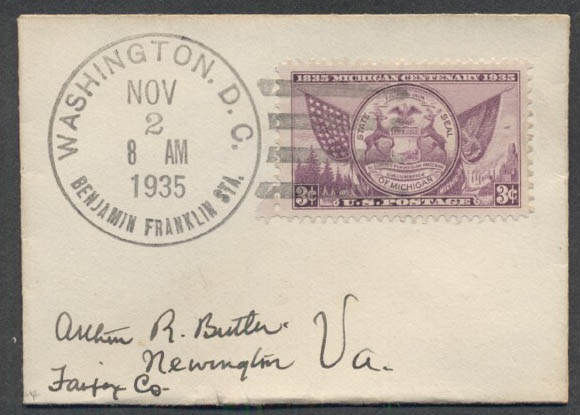 WASHINGTON, D. C.
NOV
2
8 AM
1935
BENJAMIN FRANKLIN STA.
1835 MICHIGAN CENTENARY 1935
STATE SEAL
OF MICHIGAN
3¢ U.S. POSTAGE 3¢
Arthur R. Butler
Newington Va.
Fairfax Co-